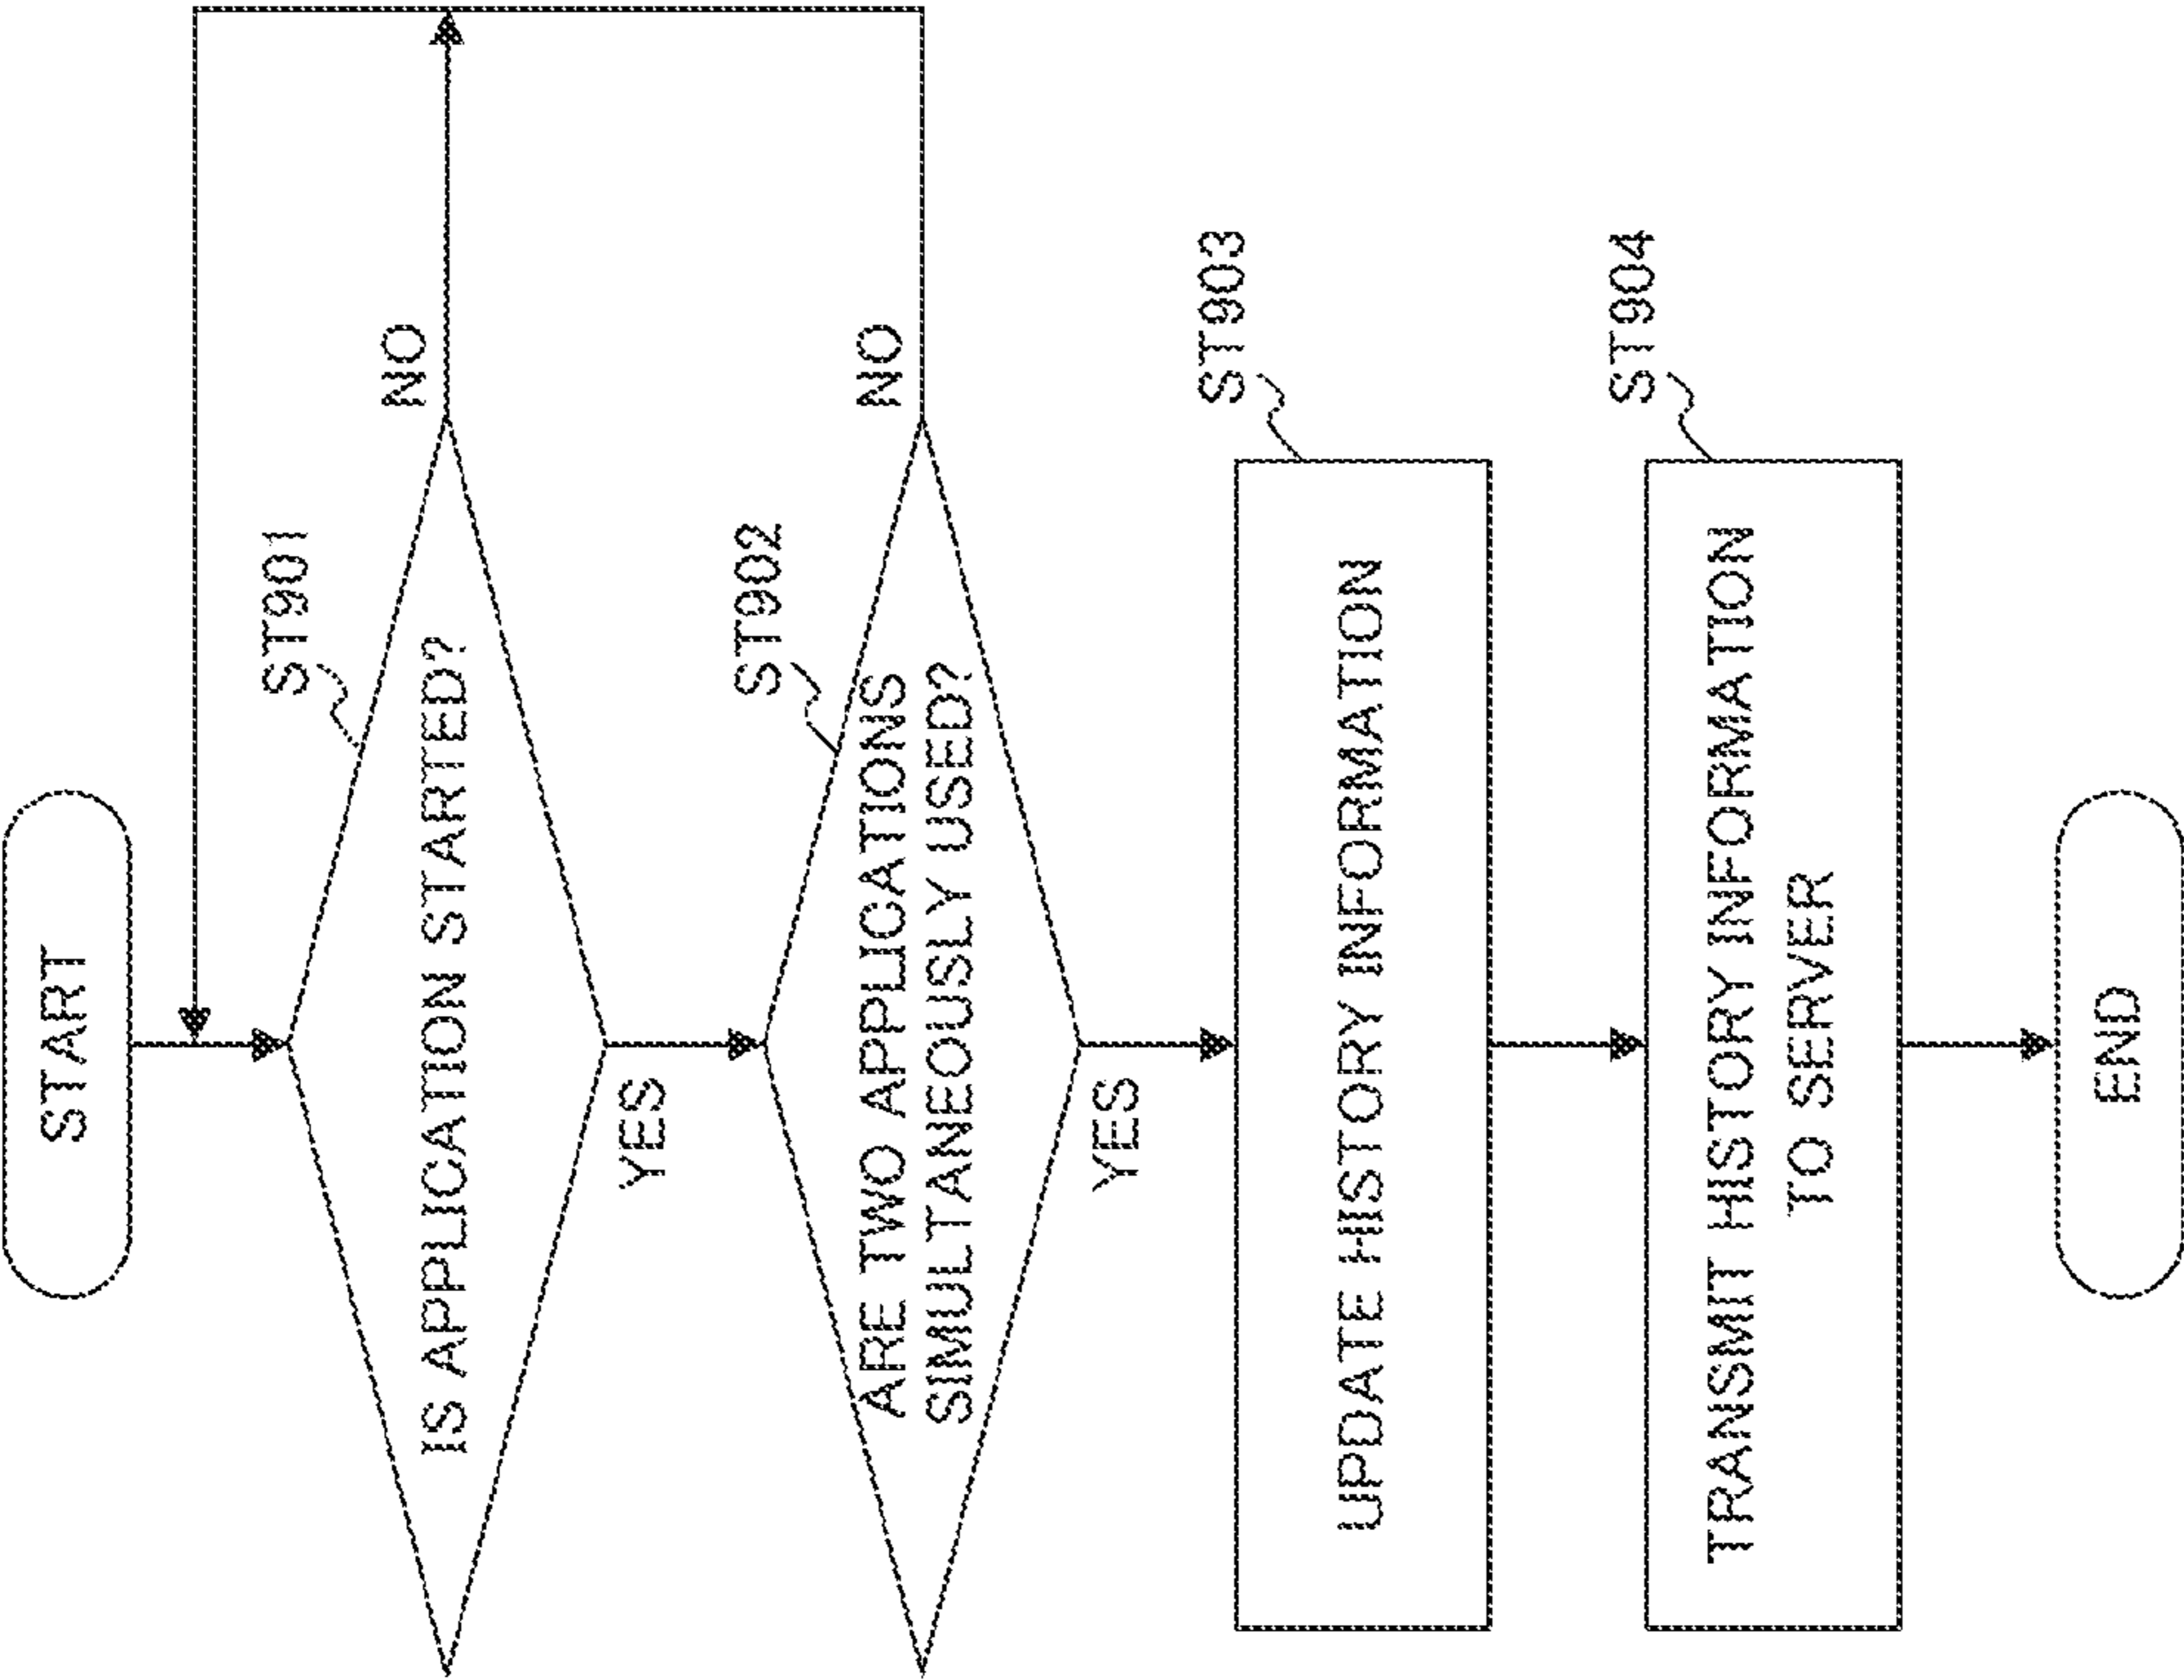 START
ST901
IS APPLICATION STARTED?
NO
YES
ST902
ARE TWO APPLICATIONS
SIMULTANEOUSLY USED?
NO
YES
ST903
UPDATE HISTORY INFORMATION
ST904
TRANSMIT HISTORY INFORMATION
TO SERVER
END